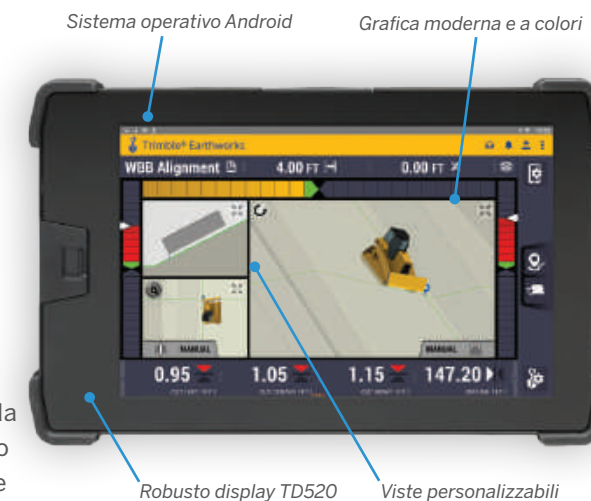 Sistema operativo Android
Grafica moderna e a colori
Trimble® Earthworks
WBB Alignment 4.00 FT 0.00 FT
MANUAL
MANUAL
0.95 1.05 1.15 147.20
la
o
e
Robusto display TD520
Viste personalizzabili